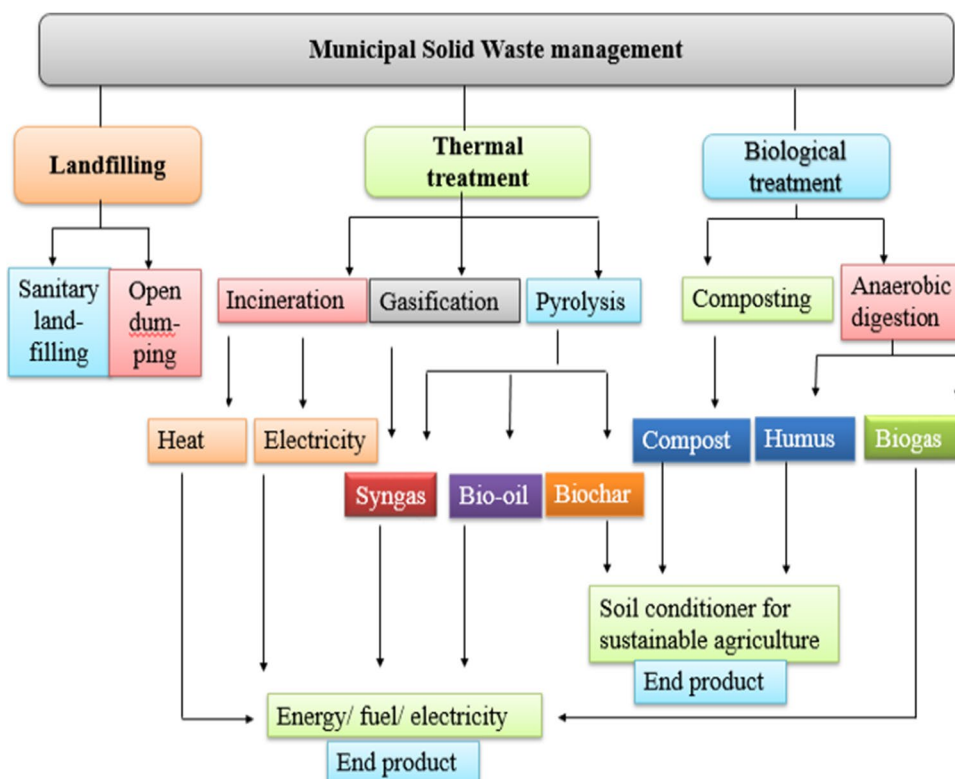 Municipal Solid Waste management
Landfilling
Thermal
treatment
Biological
treatment
Sanitary
land-
filling
Open
dum-
ping
Incineration
Gasification
Pyrolysis
Composting
Anaerobic
digestion
Heat
Electricity
Syngas
Bio-oil
Biochar
Compost
Humus
Biogas
Soil conditioner for
sustainable agriculture
End product
Energy/ fuel/ electricity
End product